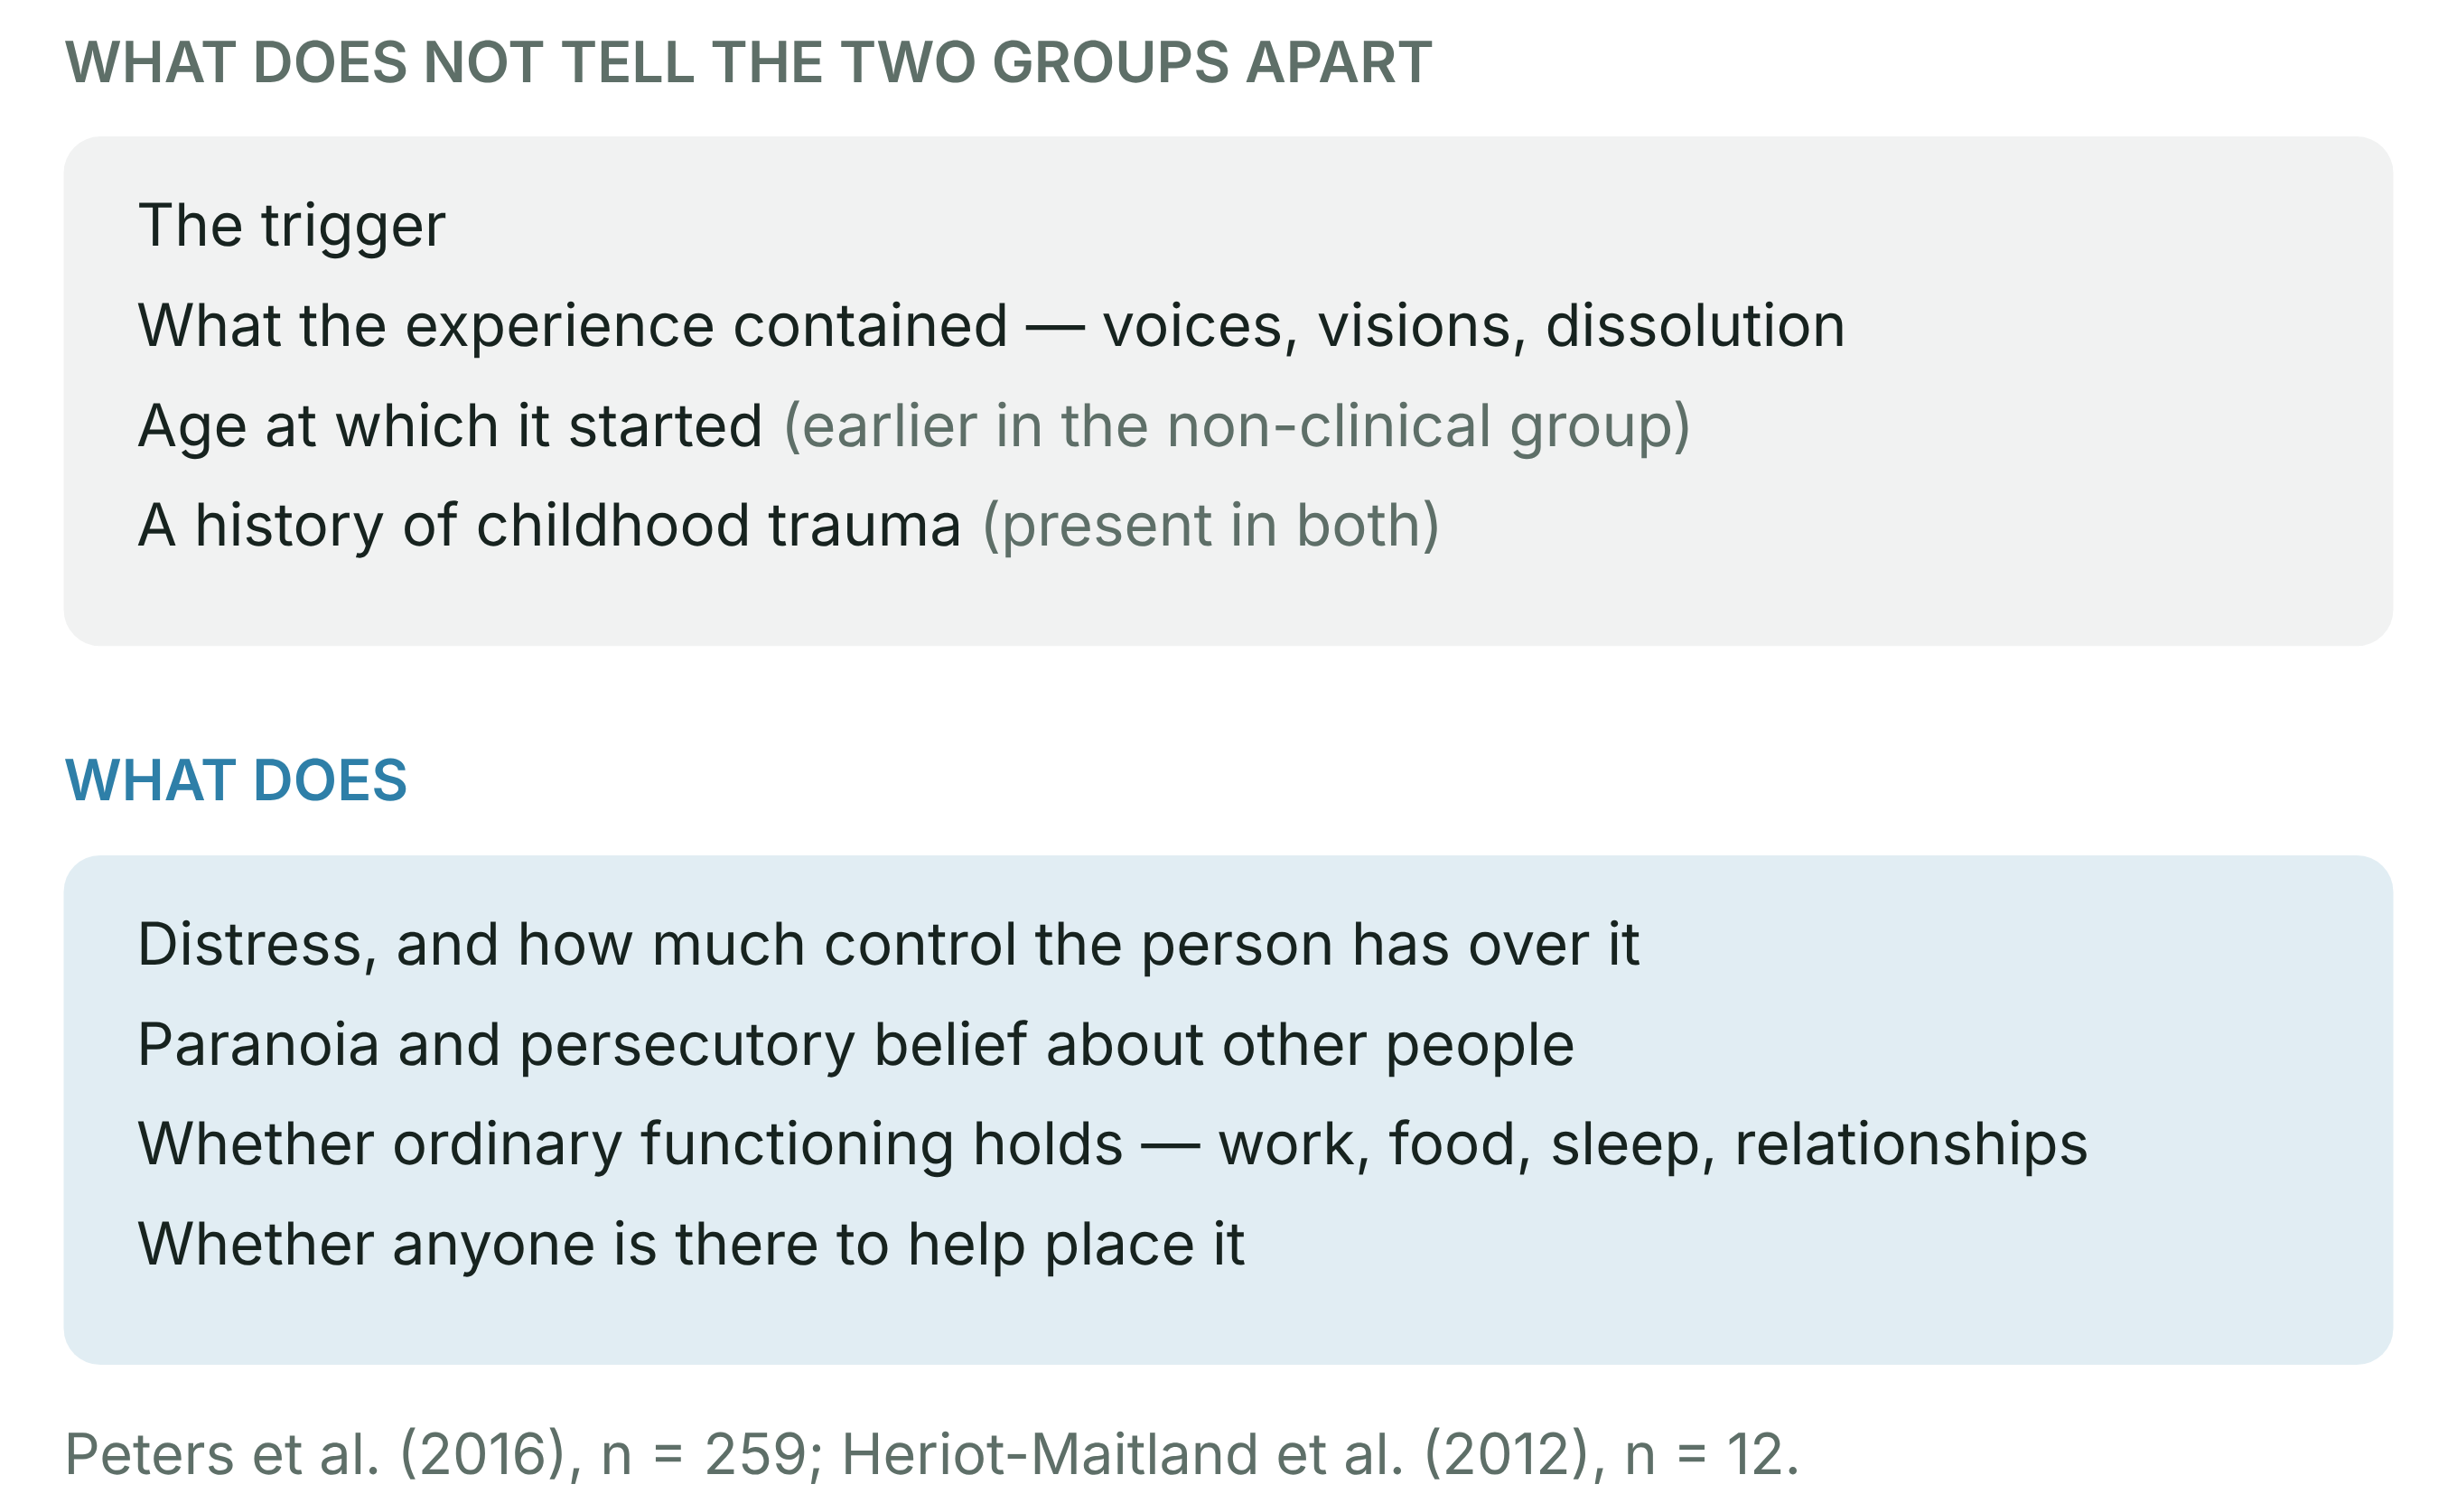 WHAT DOES NOT TELL THE TWO GROUPS APART
The trigger
What the experience contained — voices, visions, dissolution
Age at which it started (earlier in the non-clinical group)
A history of childhood trauma (present in both)
WHAT DOES
Distress, and how much control the person has over it
Paranoia and persecutory belief about other people
Whether ordinary functioning holds — work, food, sleep, relationships
Whether anyone is there to help place it
Peters et al. (2016), n = 259; Heriot-Maitland et al. (2012), n = 12.